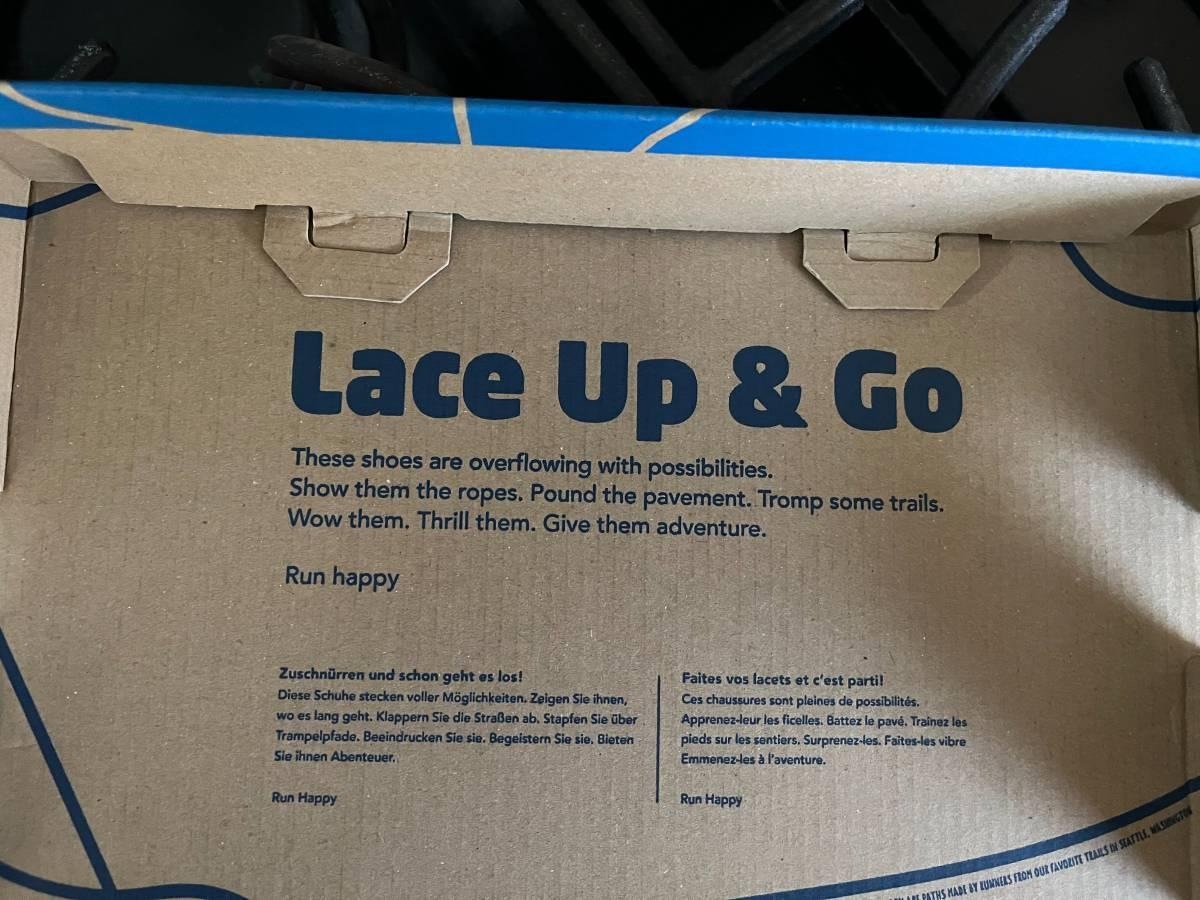 Lace Up & Go
These shoes are overflowing with possibilities.
Show them the ropes. Pound the pavement. Tromp some trails.
Wow them. Thrill them. Give them adventure.
Run happy
Zuschnürren und schon geht es los!
Diese Schuhe stecken voller Möglichkeiten. Zeigen Sie ihnen,
wo es lang geht. Klappern Sie die Straßen ab. Stapfen Sie über
Trampelpfade. Beeindrucken Sie sie. Begeistern Sie sie. Bieten
Sie ihnen Abenteuer.
Run Happy
Faites vos lacets et c'est parti!
Ces chaussures sont pleines de possibilités.
Apprenez-leur les ficelles. Battez le pavé. Traînez les
pieds sur les sentiers. Surprenez-les. Faites-les vibre
Emmenez-les à l'aventure.
Run Happy
ARE PATHS MADE BY RUNNERS FROM OUR FAVORITE TRAILS IN SEATTLE, WASHINGTON